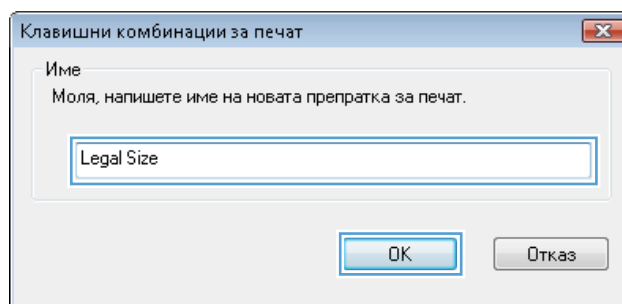 Клавишни комбинации за печат
Име
Моля, напишете име на новата препратка за печат.
Legal Size
OK
Отказ